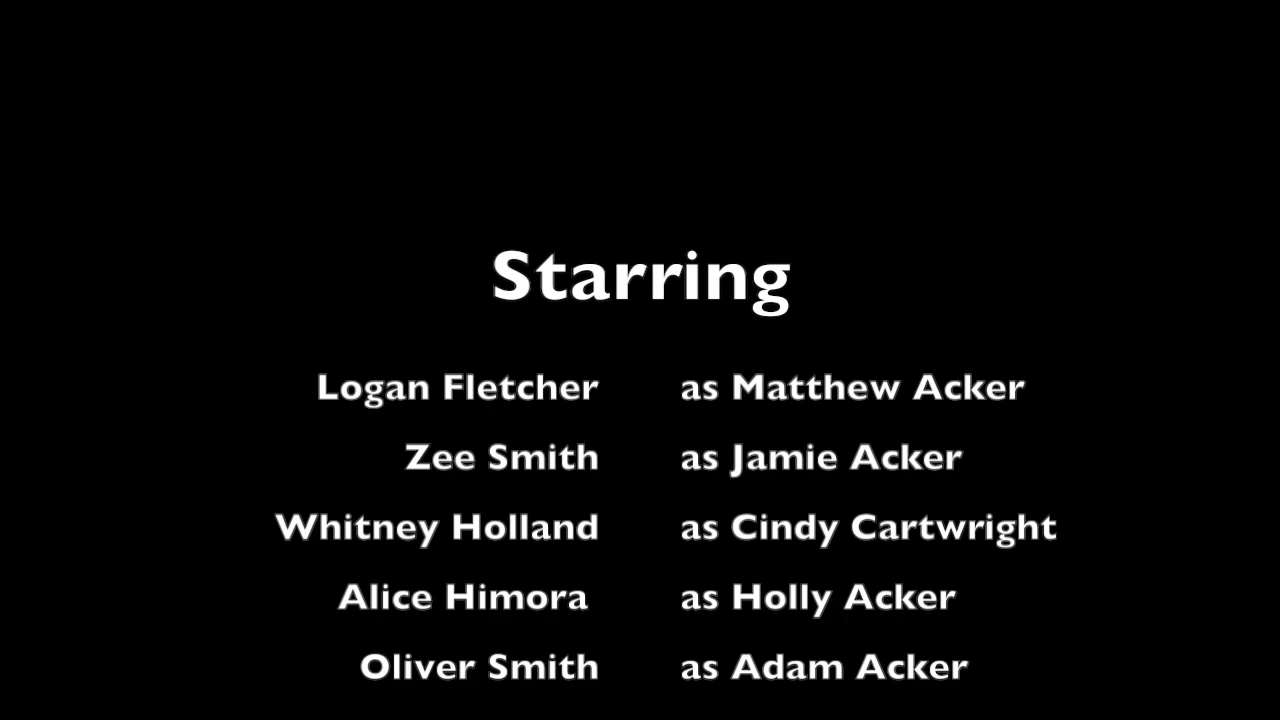 Starring
Logan Fletcher as Matthew Acker
Zee Smith as Jamie Acker
Whitney Holland as Cindy Cartwright
Alice Himora as Holly Acker
Oliver Smith as Adam Acker